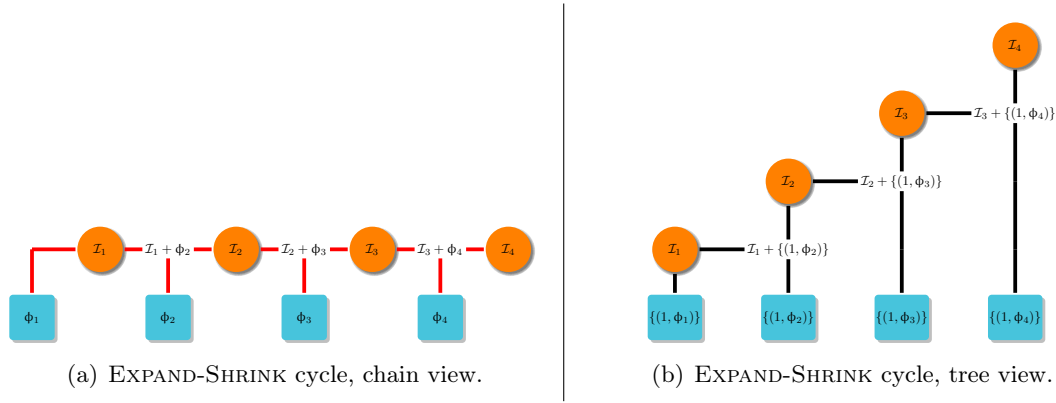 ℐ₄
ℐ₃ ℐ₃ + {(1, ϕ₄)}
ℐ₂ ℐ₂ + {(1, ϕ₃)}
ℐ₁ ℐ₁ + ϕ₂ ℐ₂ ℐ₂ + ϕ₃ ℐ₃ ℐ₃ + ϕ₄ ℐ₄
ℐ₁ ℐ₁ + {(1, ϕ₂)}
ϕ₁ ϕ₂ ϕ₃ ϕ₄
{(1, ϕ₁)} {(1, ϕ₂)} {(1, ϕ₃)} {(1, ϕ₄)}
(a) EXPAND-SHRINK cycle, chain view.
(b) EXPAND-SHRINK cycle, tree view.